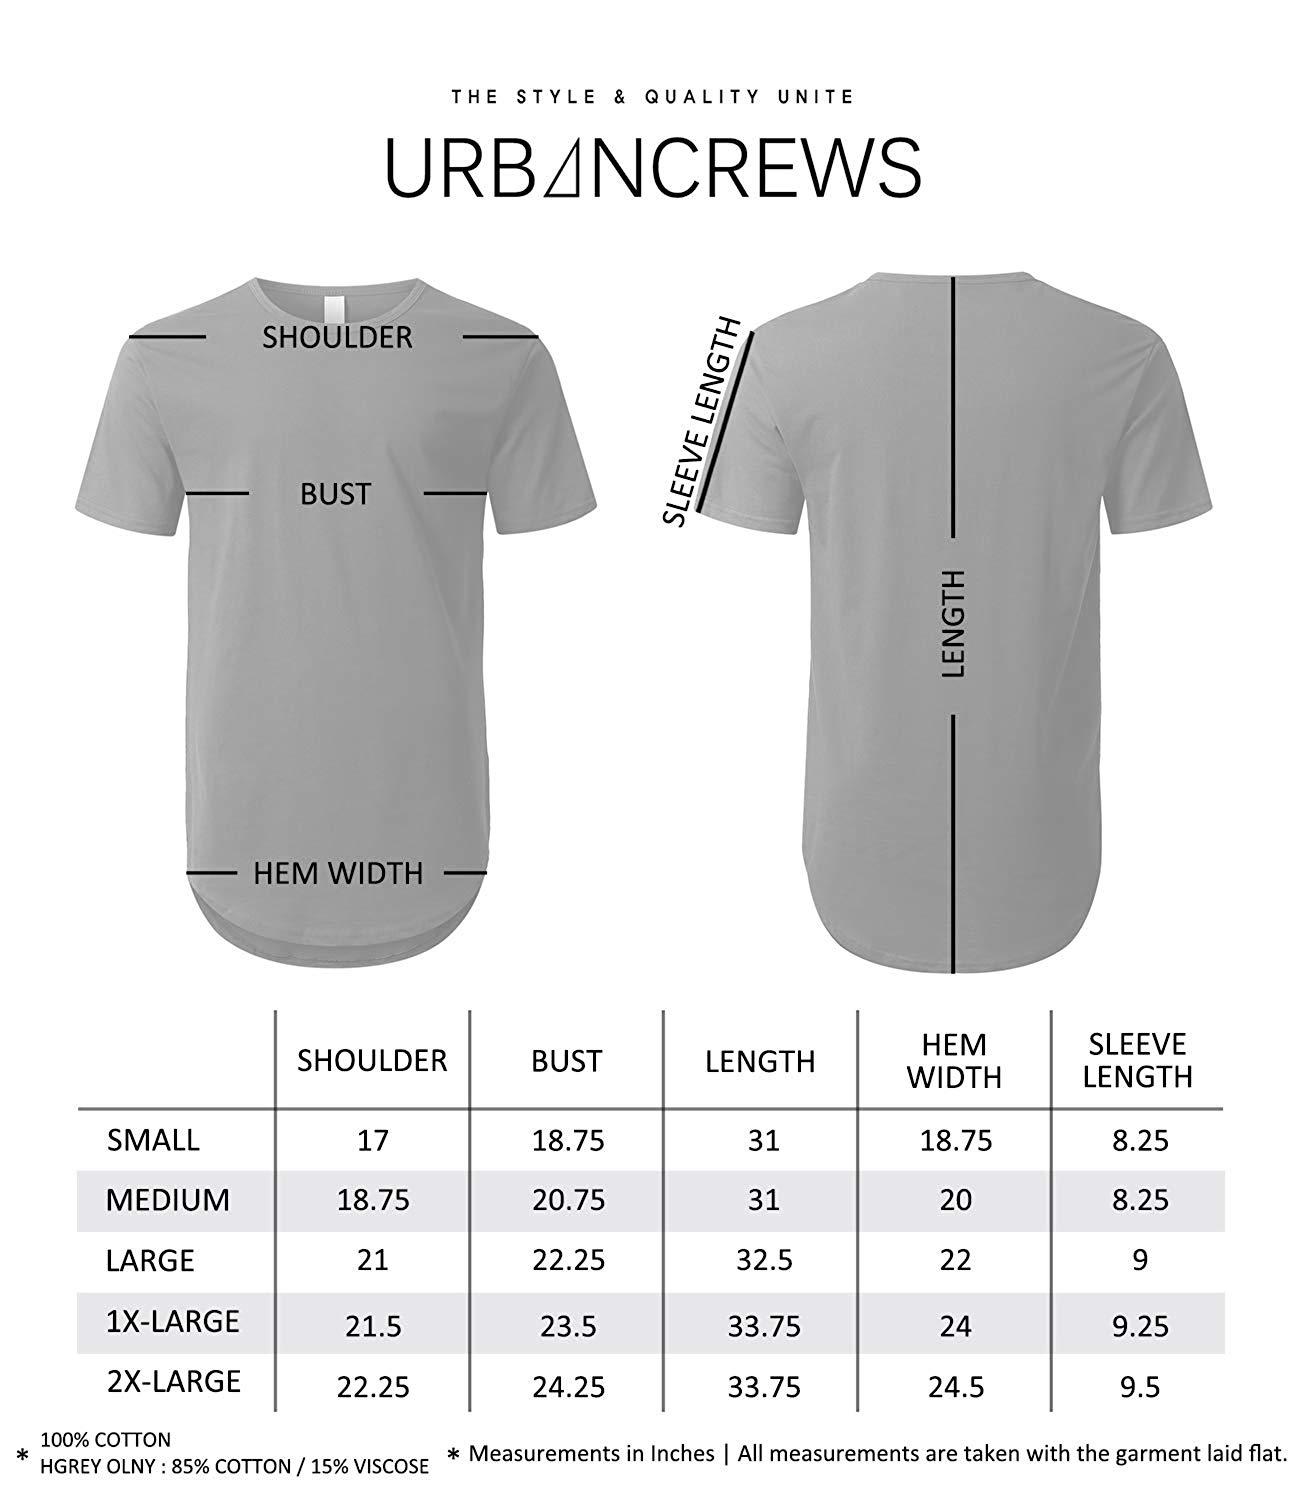 THE STYLE & QUALITY UNITE
URBANCREWS
SHOULDER
BUST
HEM WIDTH
SLEEVE LENGTH
LENGTH
SHOULDER BUST LENGTH HEM WIDTH SLEEVE LENGTH
SMALL 17 18.75 31 18.75 8.25
MEDIUM 18.75 20.75 31 20 8.25
LARGE 21 22.25 32.5 22 9
1X-LARGE 21.5 23.5 33.75 24 9.25
2X-LARGE 22.25 24.25 33.75 24.5 9.5
* 100% COTTON
HGREY OLNY : 85% COTTON / 15% VISCOSE
* Measurements in Inches | All measurements are taken with the garment laid flat.